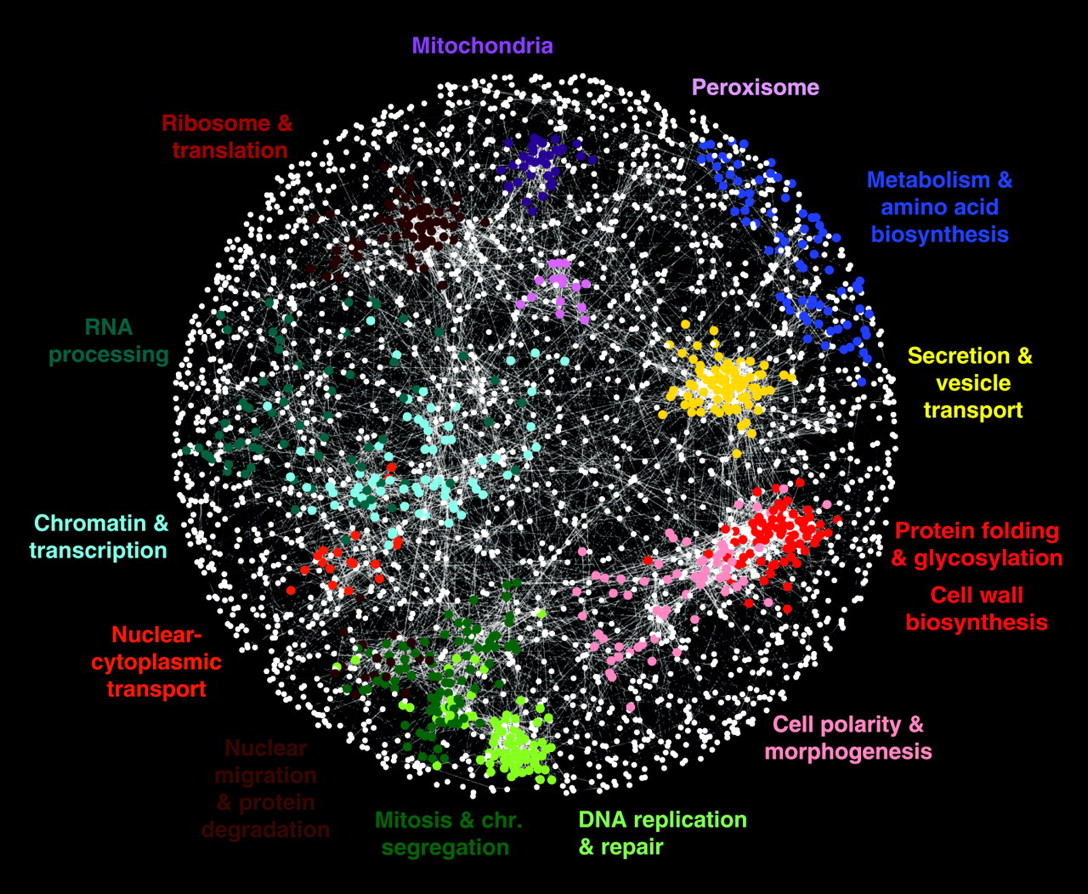 Mitochondria
Peroxisome
Ribosome &
translation
Metabolism &
amino acid
biosynthesis
RNA
processing
Secretion &
vesicle
transport
Chromatin &
transcription
Protein folding
& glycosylation
Cell wall
biosynthesis
Nuclear-
cytoplasmic
transport
Cell polarity &
morphogenesis
Nuclear
migration
& protein
degradation
Mitosis & chr.
segregation
DNA replication
& repair